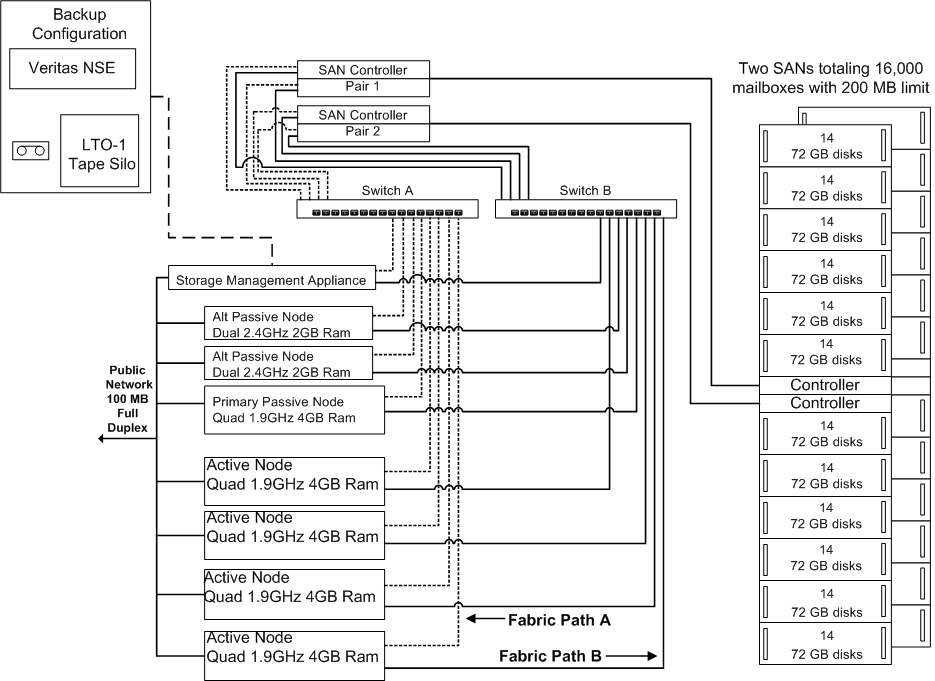 Backup
Configuration
Veritas NSE
LTO-1
Tape Silo
SAN Controller
Pair 1
SAN Controller
Pair 2
Two SANs totaling 16,000
mailboxes with 200 MB limit
Switch A
Switch B
Storage Management Appliance
Alt Passive Node
Dual 2.4GHz 2GB Ram
Alt Passive Node
Dual 2.4GHz 2GB Ram
Primary Passive Node
Quad 1.9GHz 4GB Ram
Active Node
Quad 1.9GHz 4GB Ram
Active Node
Quad 1.9GHz 4GB Ram
Active Node
Quad 1.9GHz 4GB Ram
Active Node
Quad 1.9GHz 4GB Ram
Public
Network
100 MB
Full
Duplex
Fabric Path A
Fabric Path B
14
72 GB disks
14
72 GB disks
14
72 GB disks
14
72 GB disks
14
72 GB disks
14
72 GB disks
Controller
Controller
14
72 GB disks
14
72 GB disks
14
72 GB disks
14
72 GB disks
14
72 GB disks
14
72 GB disks